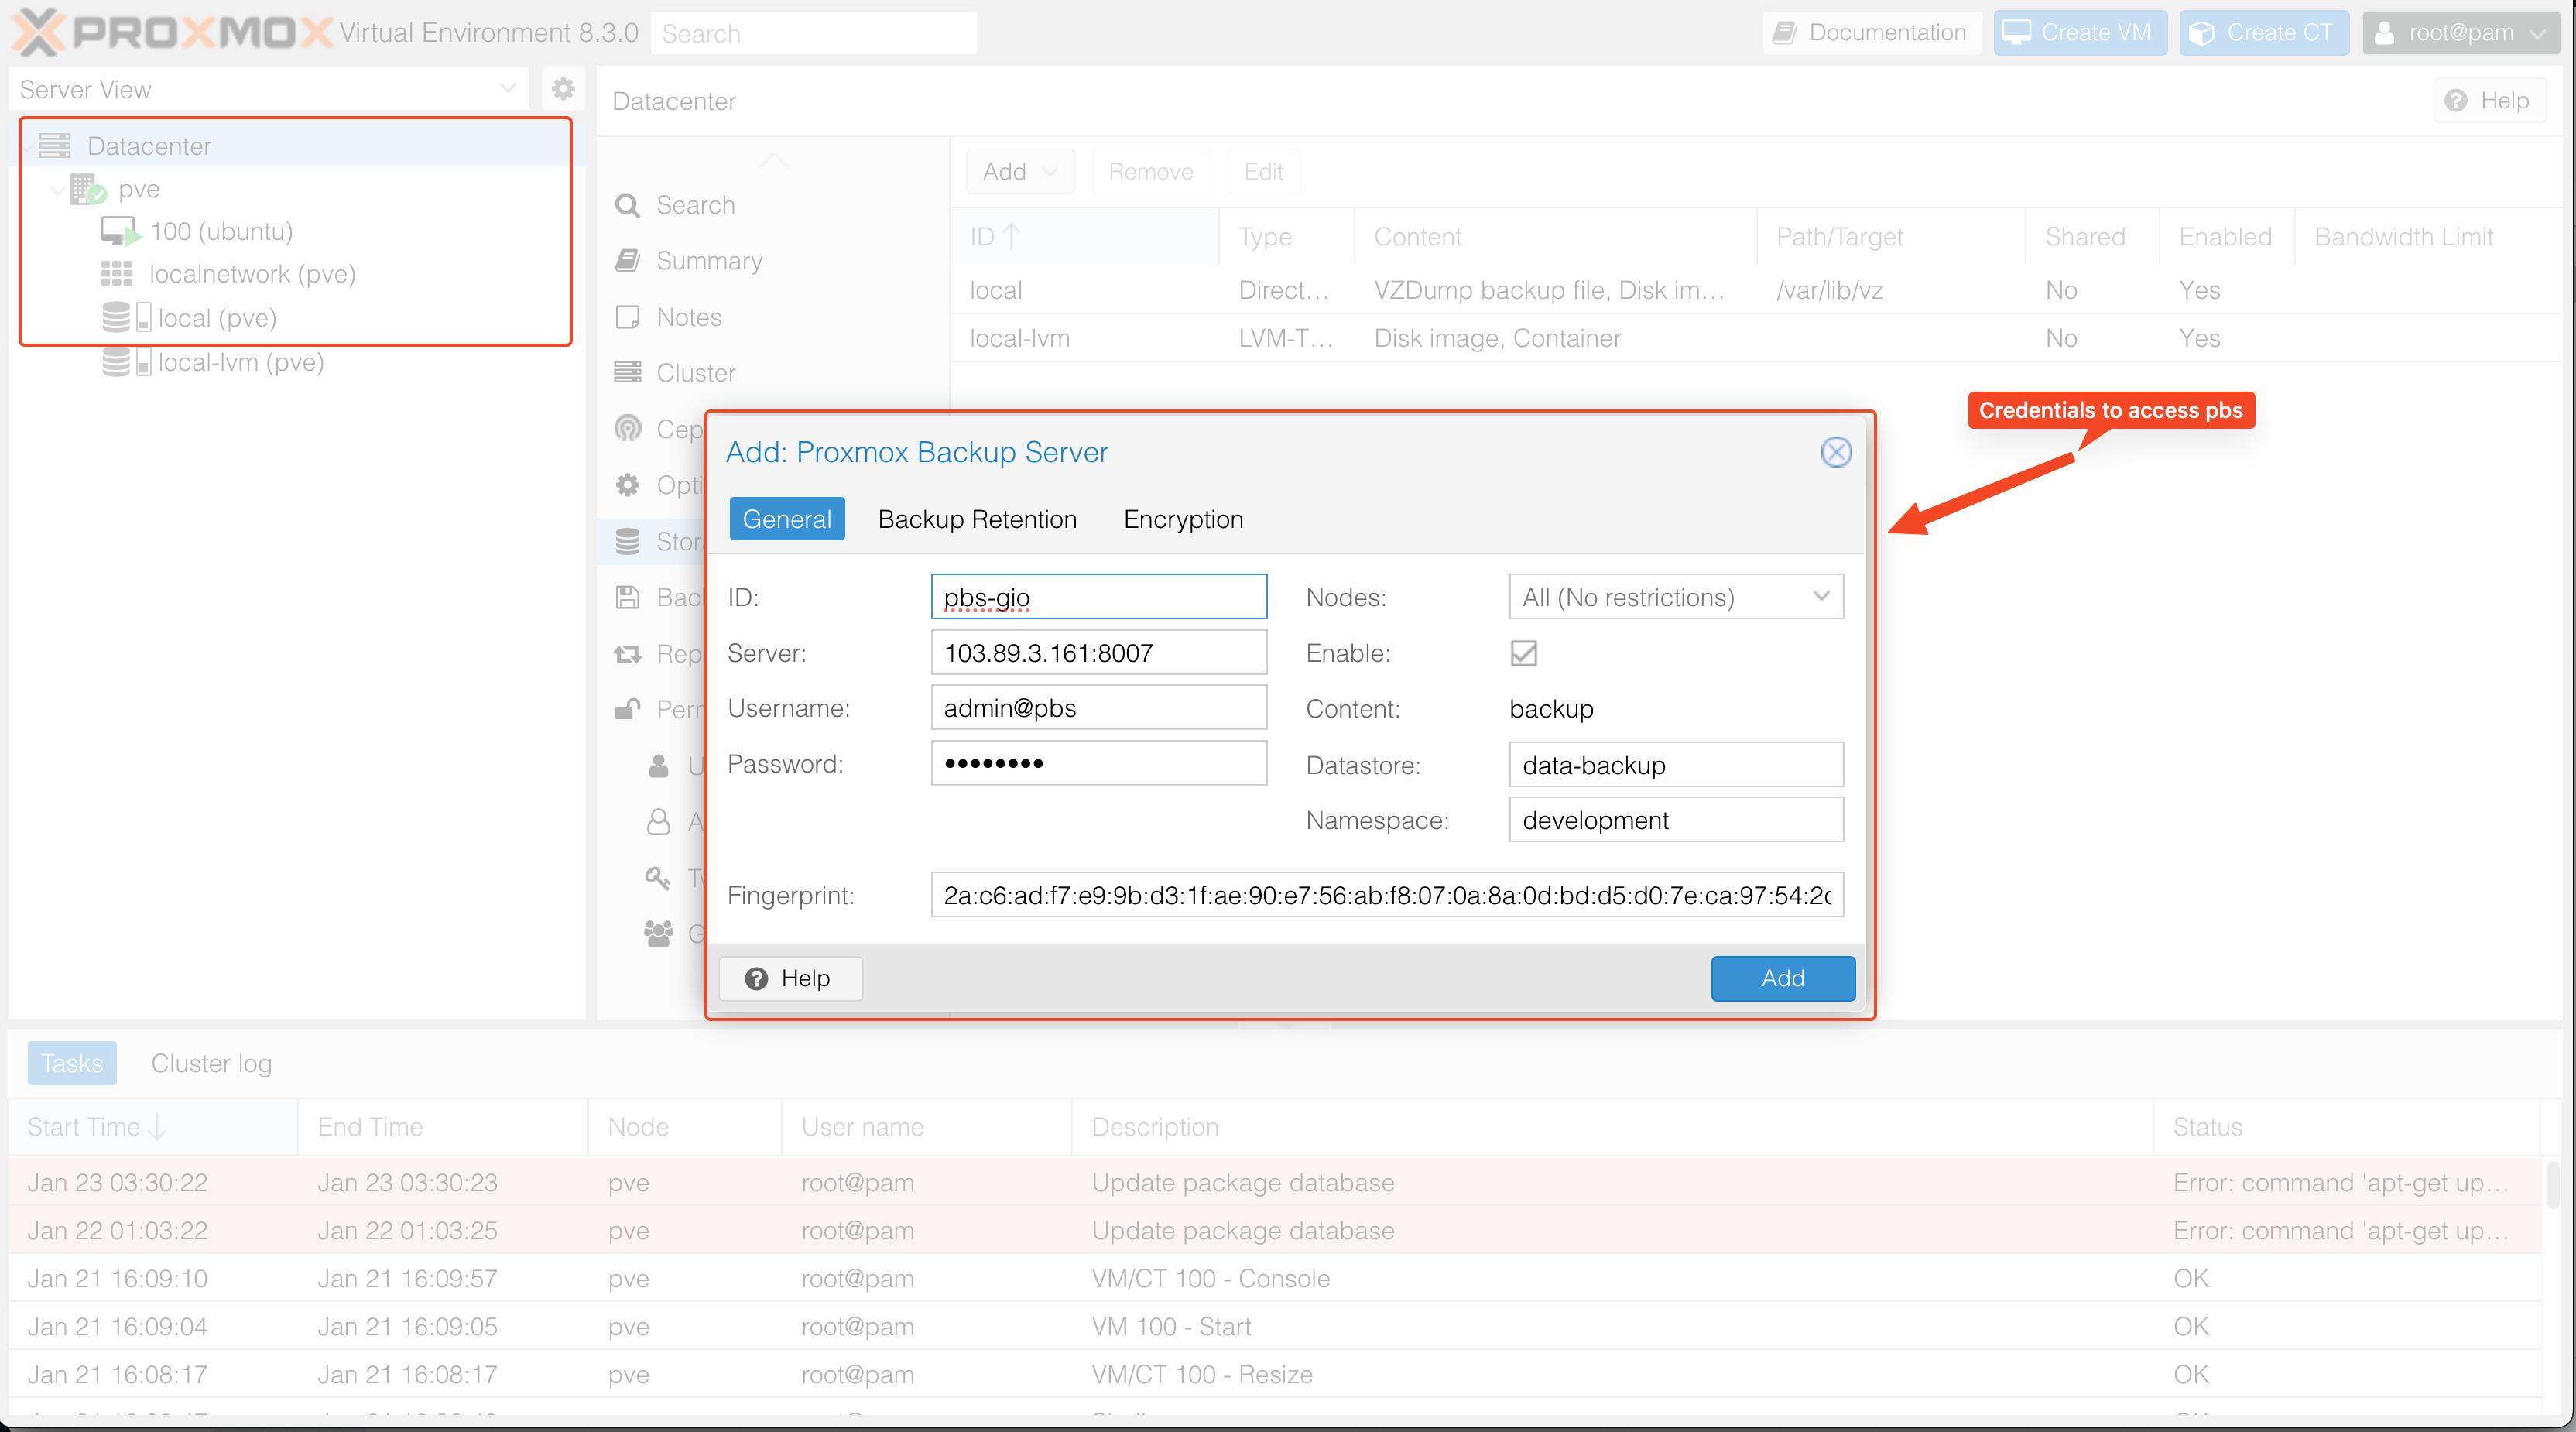 PROXMOX Virtual Environment 8.3.0 Search Documentation Create VM Create CT root@pam
Server View
Datacenter
Help
Datacenter
pve
100 (ubuntu)
localnetwork (pve)
local (pve)
local-lvm (pve)
Search
Summary
Notes
Cluster
Cep
Opti
Stora
Bac
Rep
Perr
U
A
Tw
G
Add Remove Edit
ID Type Content Path/Target Shared Enabled Bandwidth Limit
local Direct... VZDump backup file, Disk im... /var/lib/vz No Yes
local-lvm LVM-T... Disk image, Container No Yes
Credentials to access pbs
Add: Proxmox Backup Server
General Backup Retention Encryption
ID: pbs-gio Nodes: All (No restrictions)
Server: 103.89.3.161:8007 Enable:
Username: admin@pbs Content: backup
Password: •••••••• Datastore: data-backup
Namespace: development
Fingerprint: 2a:c6:ad:f7:e9:9b:d3:1f:ae:90:e7:56:ab:f8:07:0a:8a:0d:bd:d5:d0:7e:ca:97:54:2
Help Add
Tasks Cluster log
Start Time End Time Node User name Description Status
Jan 23 03:30:22 Jan 23 03:30:23 pve root@pam Update package database Error: command 'apt-get up...
Jan 22 01:03:22 Jan 22 01:03:25 pve root@pam Update package database Error: command 'apt-get up...
Jan 21 16:09:10 Jan 21 16:09:57 pve root@pam VM/CT 100 - Console OK
Jan 21 16:09:04 Jan 21 16:09:05 pve root@pam VM 100 - Start OK
Jan 21 16:08:17 Jan 21 16:08:17 pve root@pam VM/CT 100 - Resize OK